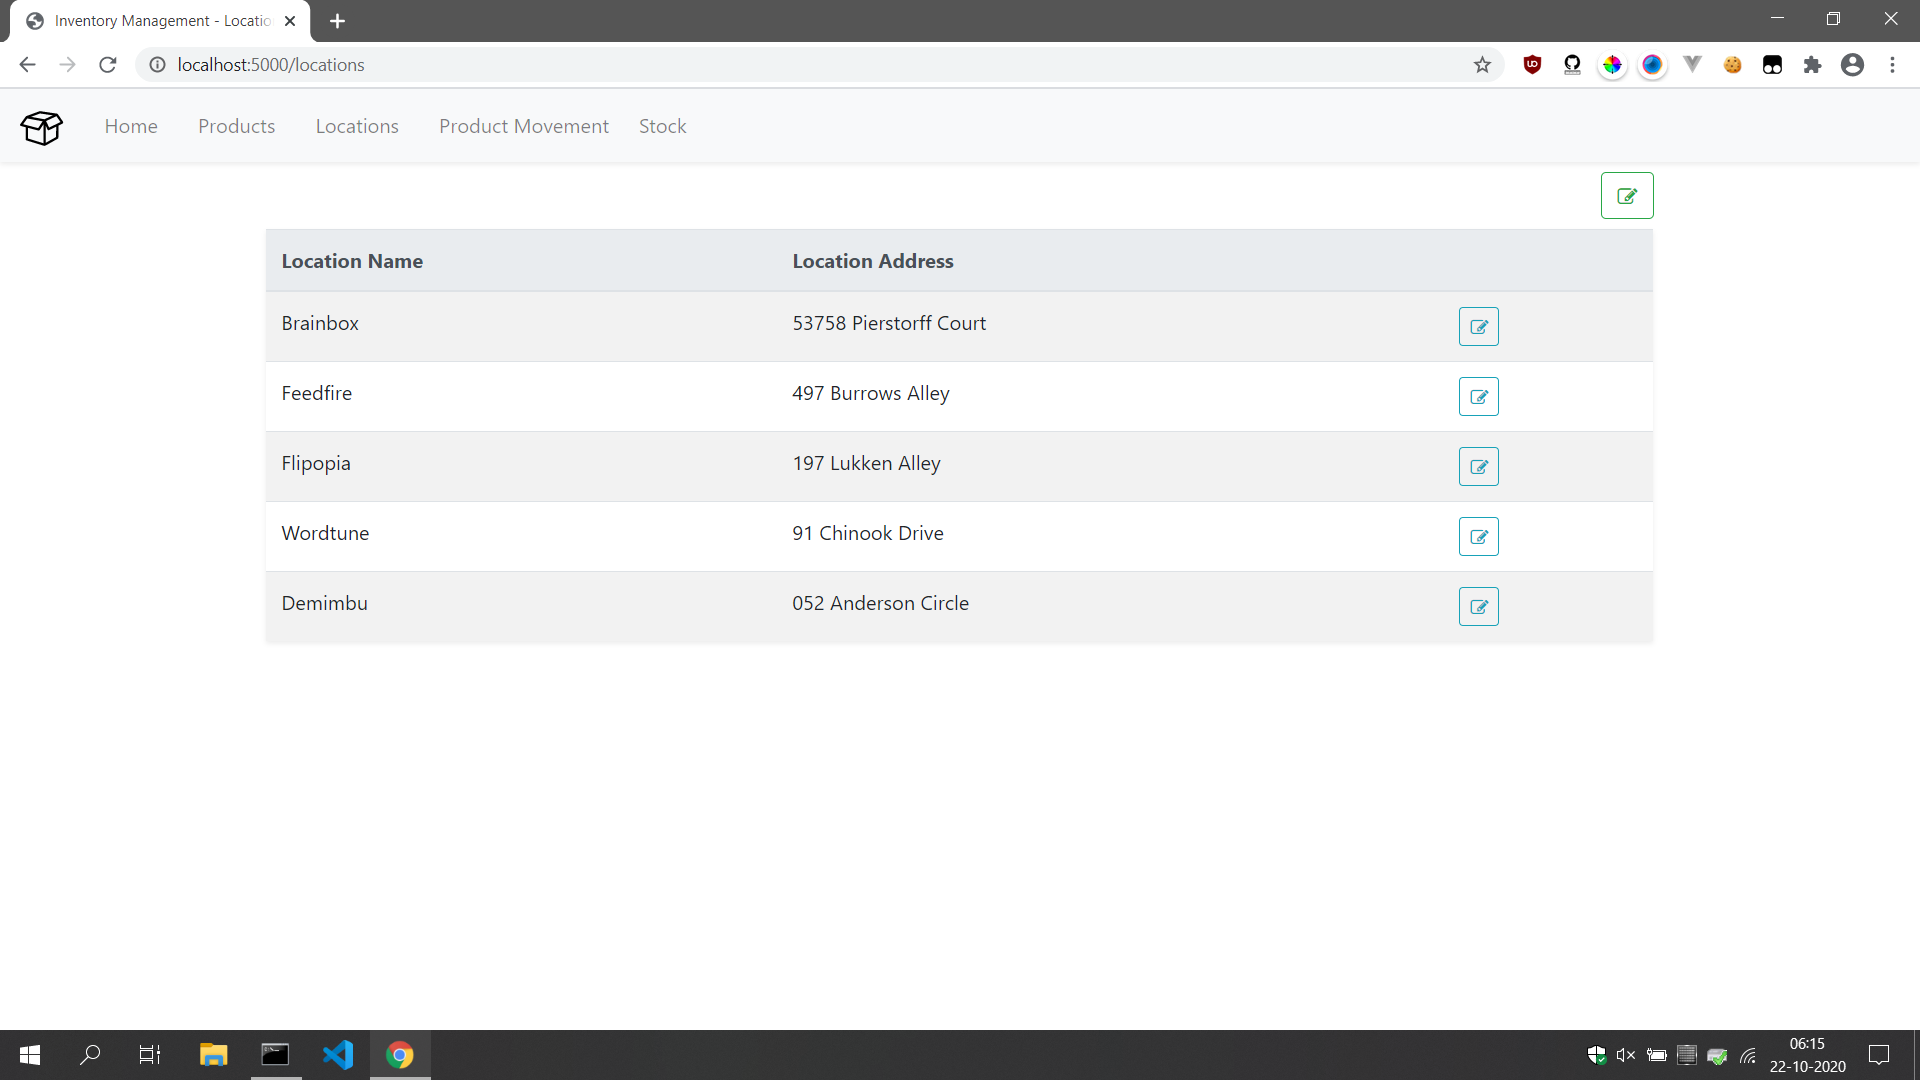 Inventory Management - Locatio
localhost:5000/locations
Home Products Locations Product Movement Stock
Location Name Location Address
Brainbox 53758 Pierstorff Court
Feedfire 497 Burrows Alley
Flipopia 197 Lukken Alley
Wordtune 91 Chinook Drive
Demimbu 052 Anderson Circle
06:15
22-10-2020